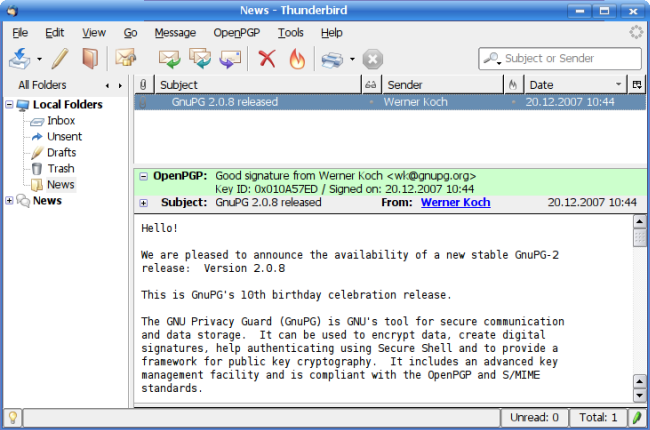 News - Thunderbird
File Edit View Go Message OpenPGP Tools Help
Subject or Sender
All Folders
Subject Sender Date
GnuPG 2.0.8 released Werner Koch 20.12.2007 10:44
Local Folders
Inbox
Unsent
Drafts
Trash
News
News
OpenPGP: Good signature from Werner Koch <wk@gnupg.org>
Key ID: 0x010A57ED / Signed on: 20.12.2007 10:44
Subject: GnuPG 2.0.8 released From: Werner Koch 20.12.2007 10:44
Hello!
We are pleased to announce the availability of a new stable GnuPG-2
release: Version 2.0.8
This is GnuPG's 10th birthday celebration release.
The GNU Privacy Guard (GnuPG) is GNU's tool for secure communication
and data storage. It can be used to encrypt data, create digital
signatures, help authenticating using Secure Shell and to provide a
framework for public key cryptography. It includes an advanced key
management facility and is compliant with the OpenPGP and S/MIME
standards.
Unread: 0 Total: 1